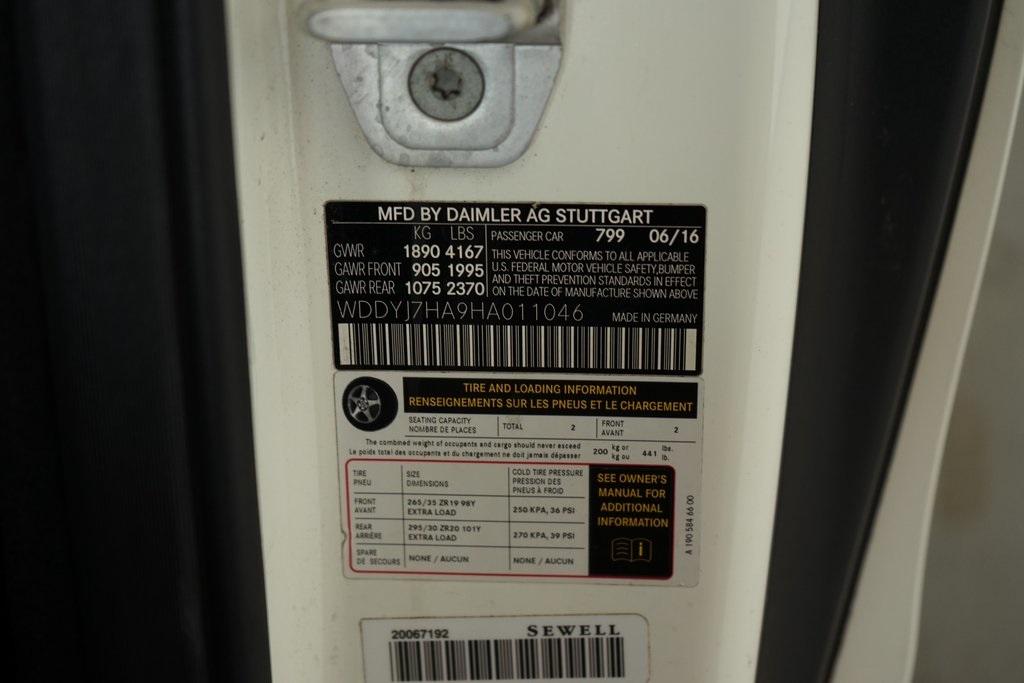 MFD BY DAIMLER AG STUTTGART
KG LBS
GVWR 1890 4167
GAWR FRONT 905 1995
GAWR REAR 1075 2370
PASSENGER CAR 799 06/16
THIS VEHICLE CONFORMS TO ALL APPLICABLE
U.S. FEDERAL MOTOR VEHICLE SAFETY, BUMPER
AND THEFT PREVENTION STANDARDS IN EFFECT
ON THE DATE OF MANUFACTURE SHOWN ABOVE
WDDYJ7HA9HA011046 MADE IN GERMANY
TIRE AND LOADING INFORMATION
RENSEIGNEMENTS SUR LES PNEUS ET LE CHARGEMENT
SEATING CAPACITY
NOMBRE DE PLACES
TOTAL 2
FRONT
AVANT
2
The combined weight of occupants and cargo should never exceed
Le poids total des occupants et du chargement ne doit jamais dépasser
200 kg or
kg ou
441 lbs.
lb.
TIRE
PNEU
SIZE
DIMENSIONS
COLD TIRE PRESSURE
PRESSION DES
PNEUS À FROID
FRONT
AVANT
265/35 ZR19 98Y
EXTRA LOAD
250 KPA, 36 PSI
REAR
ARRIÈRE
295/30 ZR20 101Y
EXTRA LOAD
270 KPA, 39 PSI
SPARE
DE SECOURS
NONE / AUCUN
NONE / AUCUN
SEE OWNER'S
MANUAL FOR
ADDITIONAL
INFORMATION
i
A 190 584 66 00
20067192 SEWELL